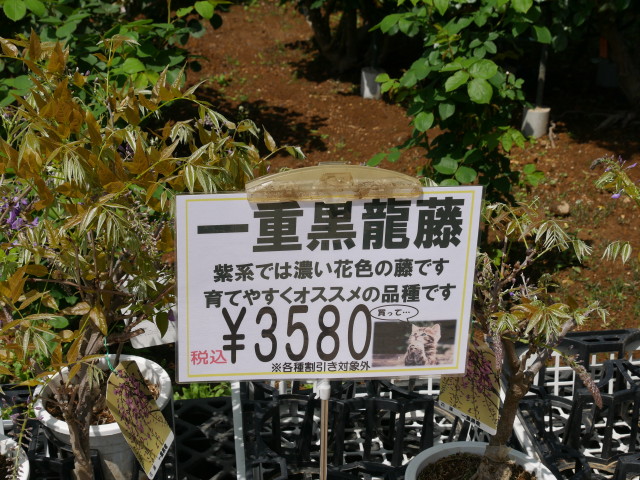 一重黒龍藤
紫系では濃い花色の藤です
育てやすくオススメの品種です
買って…
税込¥3580
※各種割引き対象外